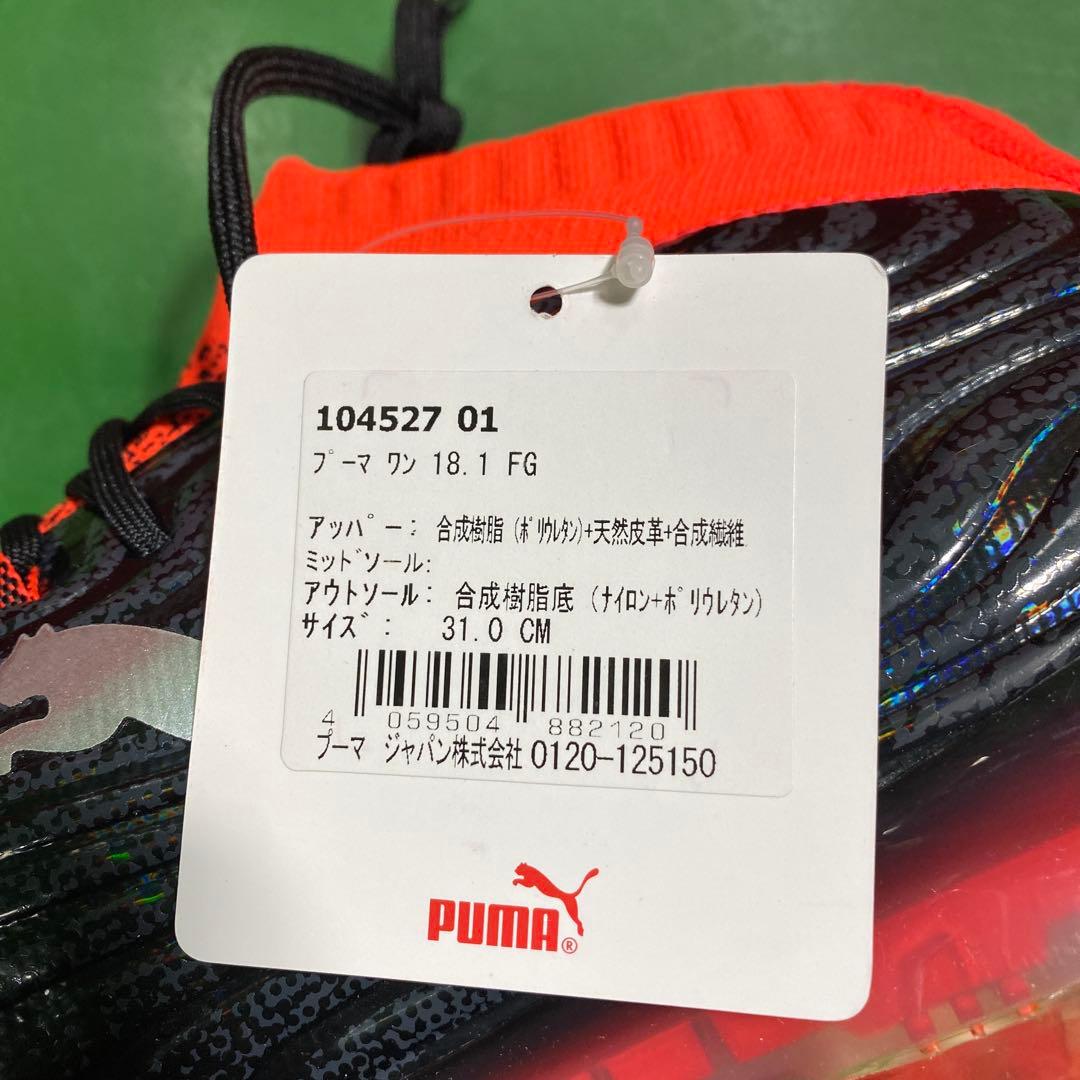 104527 01
プーマ ワン 18.1 FG
アッパー: 合成樹脂 (ポリウレタン)+天然皮革+合成繊維
ミッドソール:
アウトソール: 合成樹脂底 (ナイロン+ポリウレタン)
サイズ: 31.0 CM
4 059504 882120
プーマ ジャパン株式会社 0120-125150
PUMA®